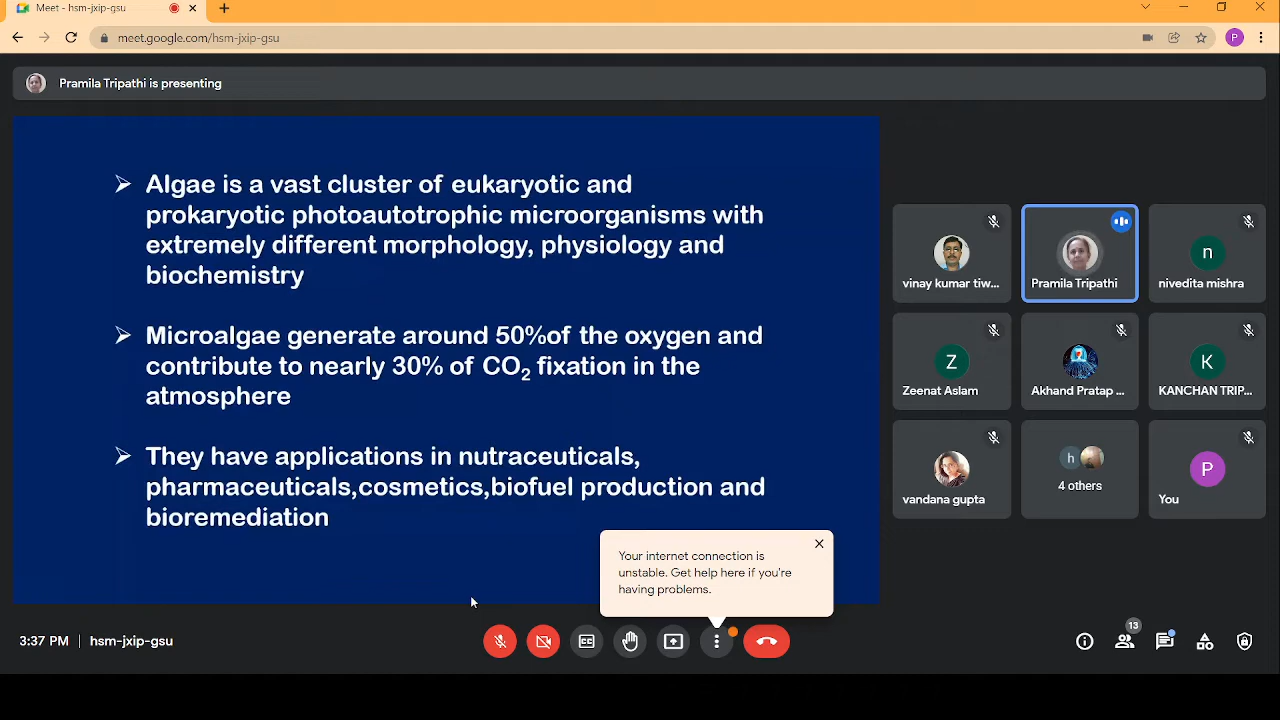 Meet - hsm-jxip-gsu
meet.google.com/hsm-jxip-gsu
P
Pramila Tripathi is presenting
Algae is a vast cluster of eukaryotic and
prokaryotic photoautotrophic microorganisms with
extremely different morphology, physiology and
biochemistry
Microalgae generate around 50%of the oxygen and
contribute to nearly 30% of CO₂ fixation in the
atmosphere
They have applications in nutraceuticals,
pharmaceuticals,cosmetics,biofuel production and
bioremediation
vinay kumar tiw...
Pramila Tripathi
n
nivedita mishra
Z
Zeenat Aslam
Akhand Pratap ...
K
KANCHAN TRIP...
vandana gupta
h
4 others
P
You
Your internet connection is
unstable. Get help here if you're
having problems.
3:37 PM | hsm-jxip-gsu
CC
13